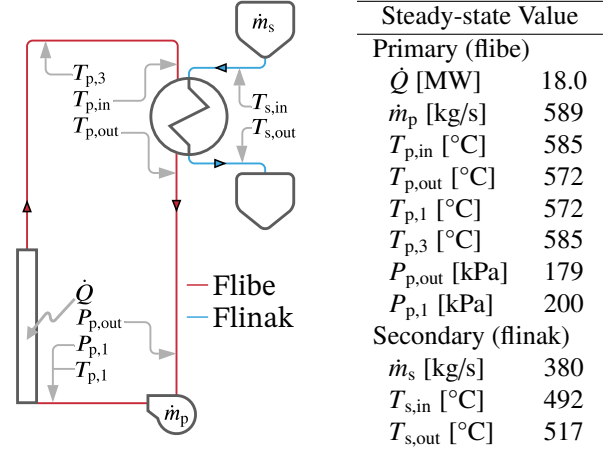 ṁₛ
Tₚ,₃
Tₚ,ᵢₙ
Tₚ,ₒᵤₜ
Tₛ,ᵢₙ
Tₛ,ₒᵤₜ
Q̇
Pₚ,ₒᵤₜ
Pₚ,₁
Tₚ,₁
Flibe
Flinak
ṁₚ
Steady-state Value
Primary (flibe)
Q̇ [MW] 18.0
ṁₚ [kg/s] 589
Tₚ,ᵢₙ [°C] 585
Tₚ,ₒᵤₜ [°C] 572
Tₚ,₁ [°C] 572
Tₚ,₃ [°C] 585
Pₚ,ₒᵤₜ [kPa] 179
Pₚ,₁ [kPa] 200
Secondary (flinak)
ṁₛ [kg/s] 380
Tₛ,ᵢₙ [°C] 492
Tₛ,ₒᵤₜ [°C] 517